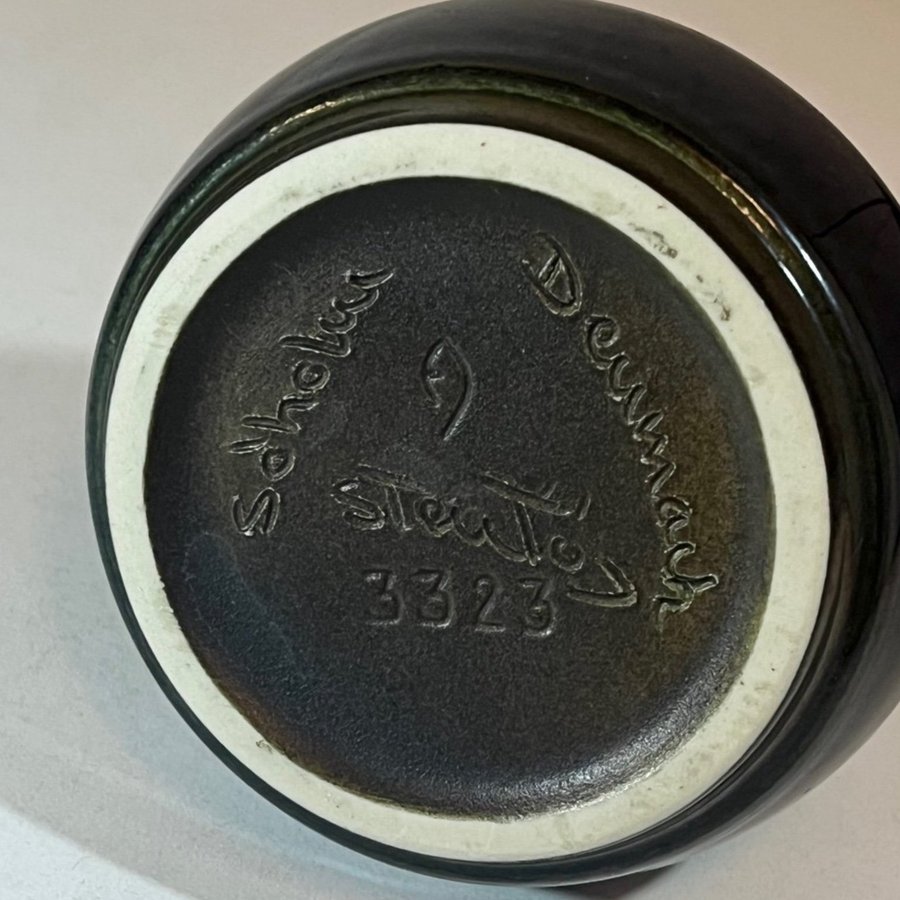 Søholm
Denmark
Stentøj
3323